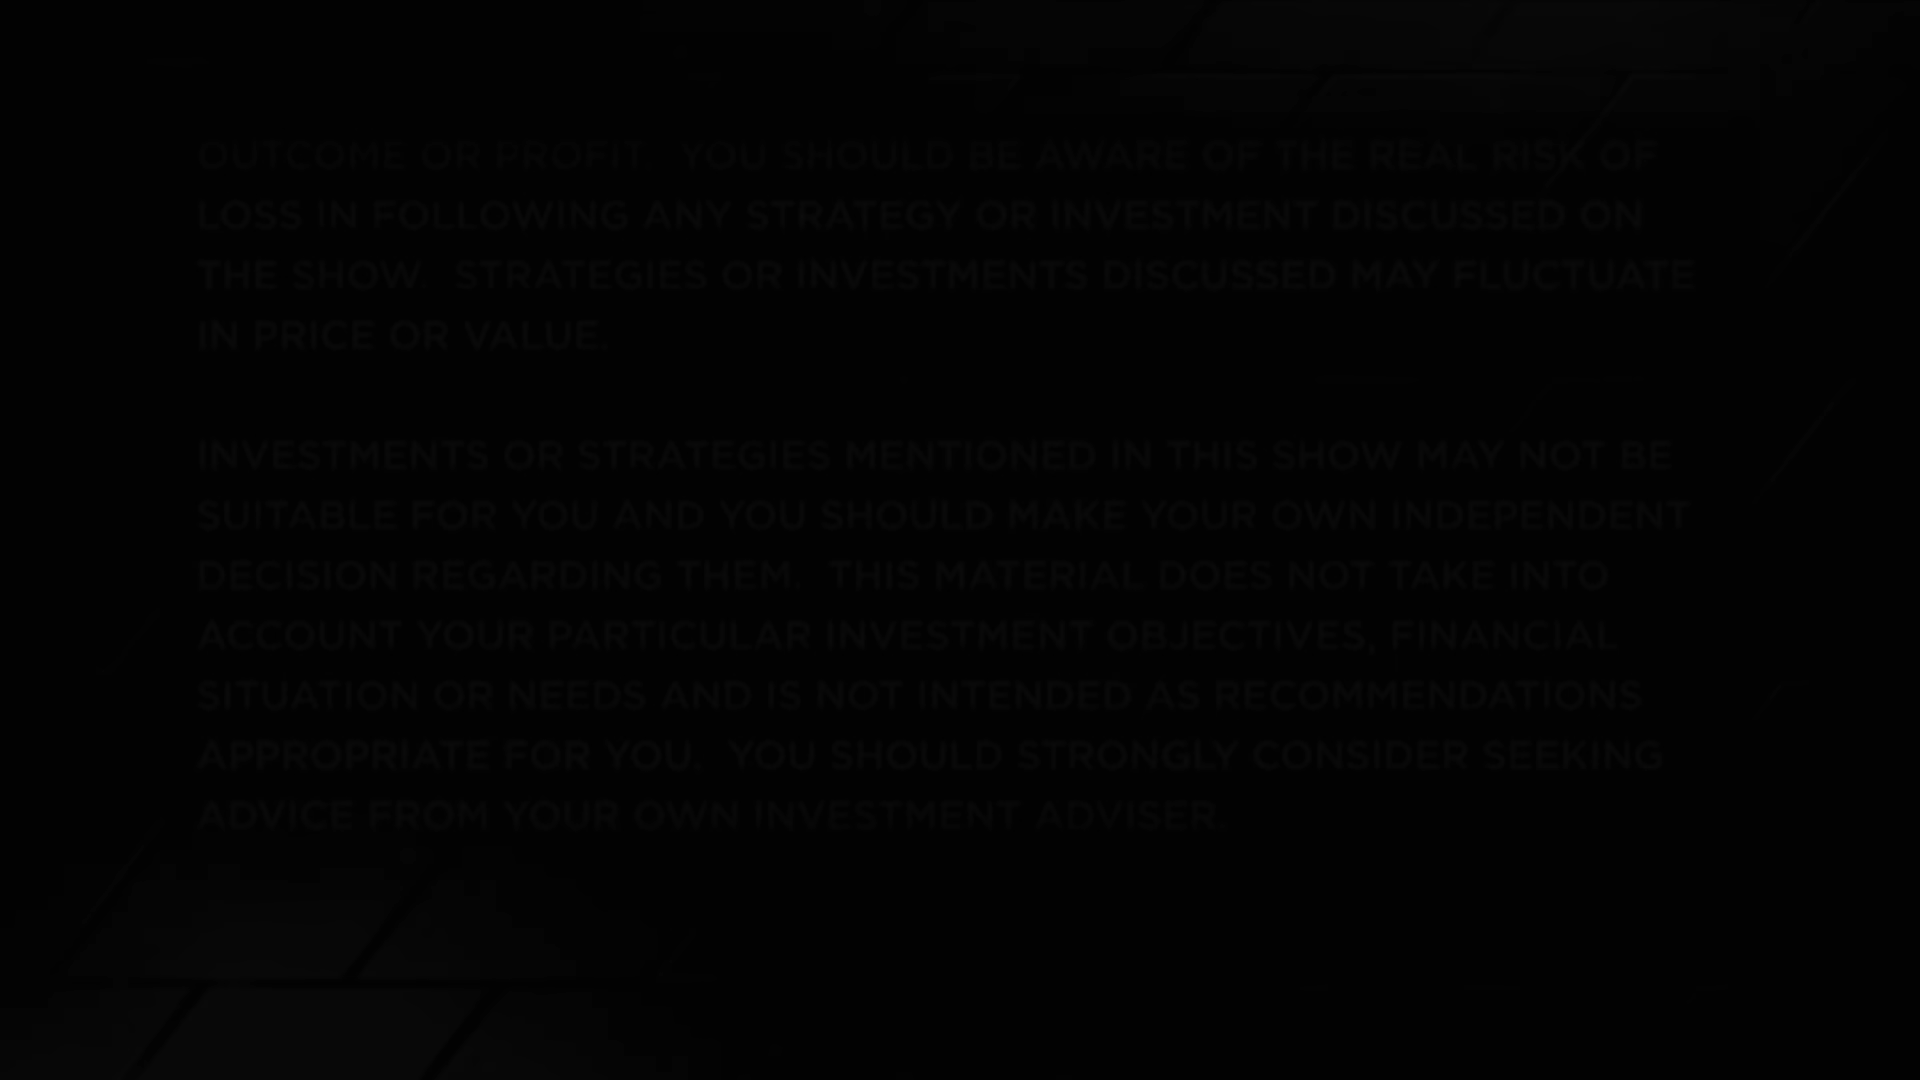 OUTCOME OR PROFIT. YOU SHOULD BE AWARE OF THE REAL RISK OF
LOSS IN FOLLOWING ANY STRATEGY OR INVESTMENT DISCUSSED ON
THE SHOW. STRATEGIES OR INVESTMENTS DISCUSSED MAY FLUCTUATE
IN PRICE OR VALUE.
INVESTMENTS OR STRATEGIES MENTIONED IN THIS SHOW MAY NOT BE
SUITABLE FOR YOU AND YOU SHOULD MAKE YOUR OWN INDEPENDENT
DECISION REGARDING THEM. THIS MATERIAL DOES NOT TAKE INTO
ACCOUNT YOUR PARTICULAR INVESTMENT OBJECTIVES, FINANCIAL
SITUATION OR NEEDS AND IS NOT INTENDED AS RECOMMENDATIONS
APPROPRIATE FOR YOU. YOU SHOULD STRONGLY CONSIDER SEEKING
ADVICE FROM YOUR OWN INVESTMENT ADVISER.